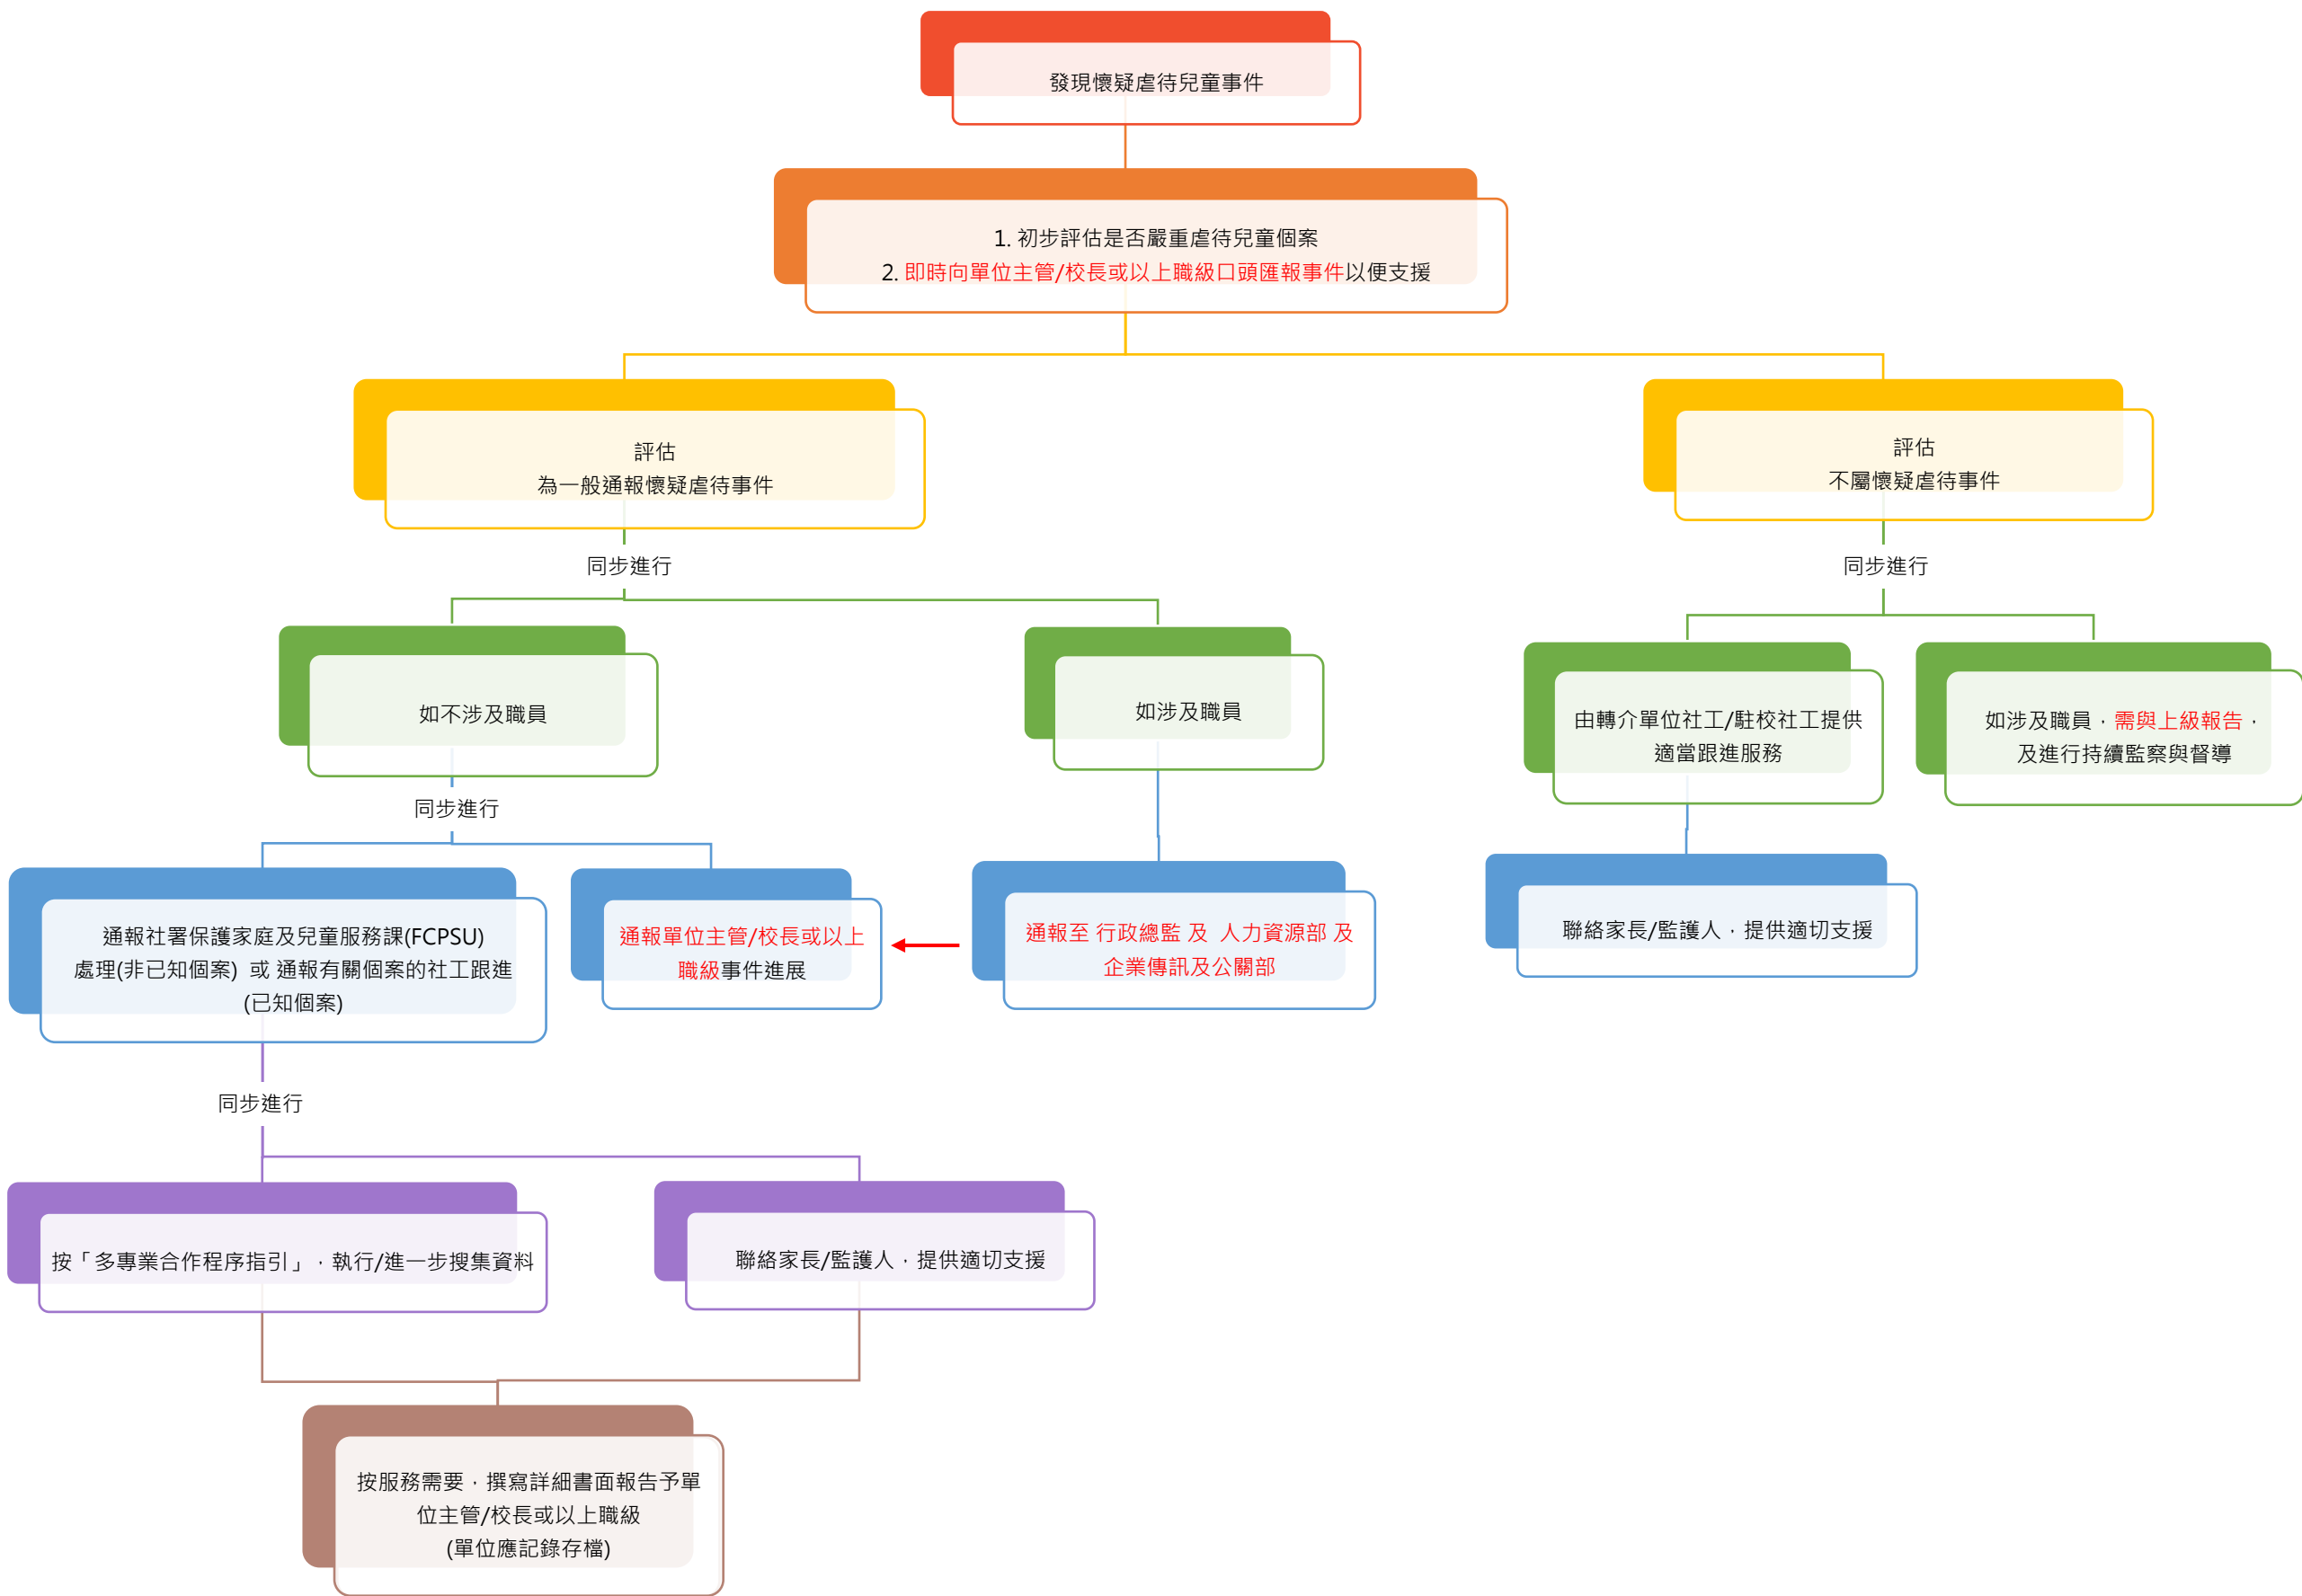 發現懷疑虐待兒童事件
1. 初步評估是否嚴重虐待兒童個案
2. 即時向單位主管/校長或以上職級口頭匯報事件以便支援
評估
為一般通報懷疑虐待事件
評估
不屬懷疑虐待事件
同步進行
同步進行
如不涉及職員
如涉及職員
由轉介單位社工/駐校社工提供
適當跟進服務
如涉及職員，需與上級報告，
及進行持續監察與督導
同步進行
通報社署保護家庭及兒童服務課(FCPSU)
處理(非已知個案) 或 通報有關個案的社工跟進
(已知個案)
通報單位主管/校長或以上
職級事件進展
通報至 行政總監 及 人力資源部 及
企業傳訊及公關部
聯絡家長/監護人，提供適切支援
同步進行
按「多專業合作程序指引」，執行/進一步搜集資料
聯絡家長/監護人，提供適切支援
按服務需要，撰寫詳細書面報告予單
位主管/校長或以上職級
(單位應記錄存檔)